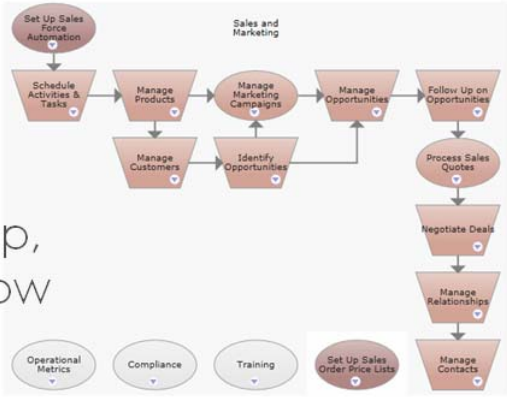 Set Up Sales
Force
Automation
Sales and
Marketing
Schedule
Activities &
Tasks
Manage
Products
Manage
Marketing
Campaigns
Manage
Opportunities
Follow Up on
Opportunities
Manage
Customers
Identify
Opportunities
Process Sales
Quotes
p,
ow
Negotiate Deals
Manage
Relationships
Operational
Metrics
Compliance
Training
Set Up Sales
Order Price Lists
Manage
Contacts